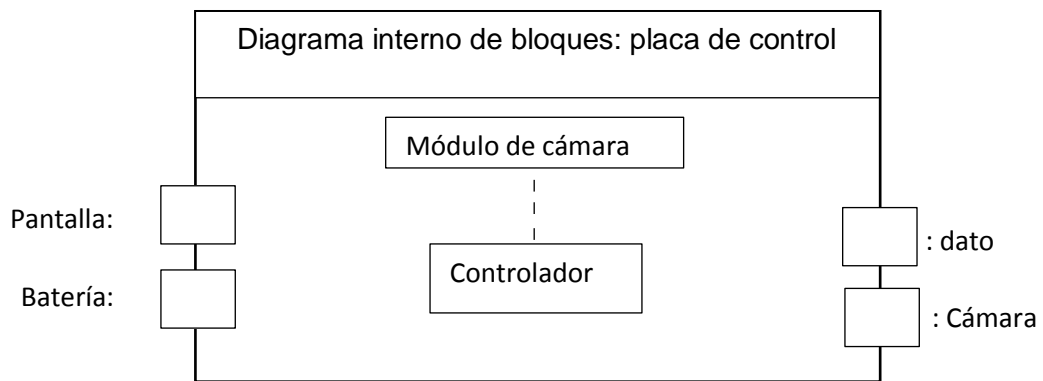 Diagrama interno de bloques: placa de control
Módulo de cámara
Pantalla:
: dato
Controlador
Batería:
: Cámara